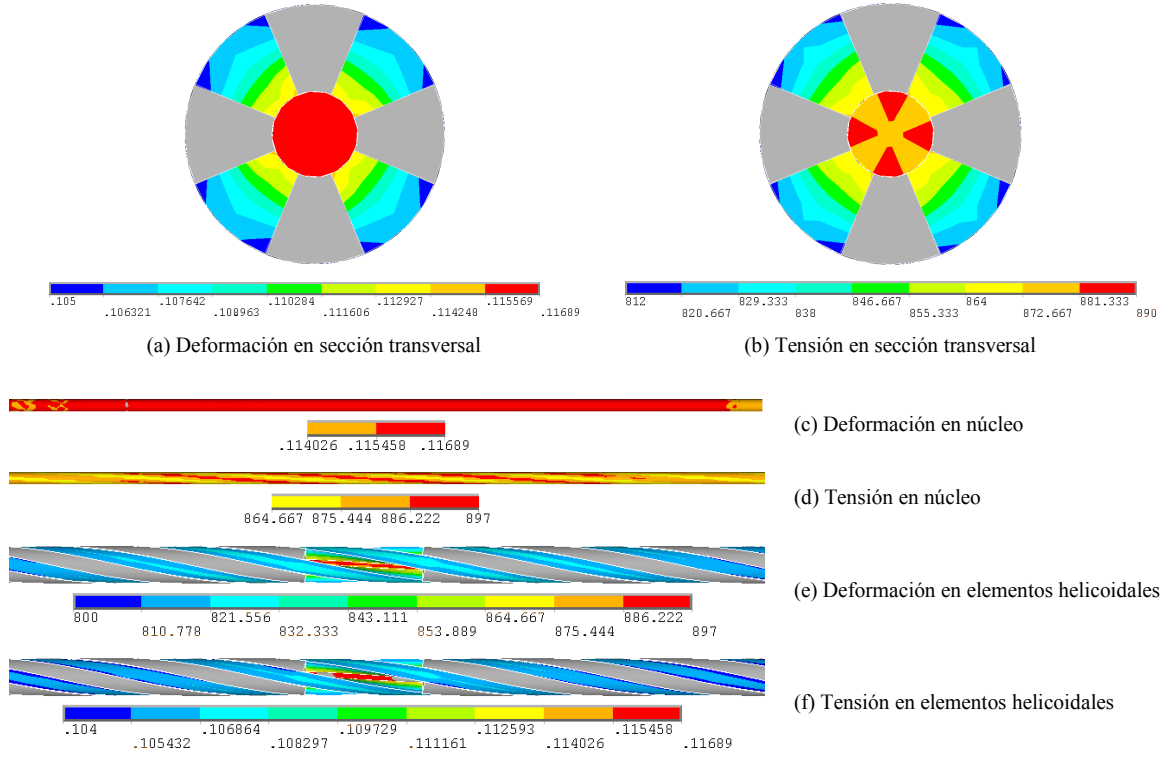 .105 .107642 .110284 .112927 .115569
.106321 .108963 .111606 .114248 .11689
812 829.333 846.667 864 881.333
820.667 838 855.333 872.667 890
(a) Deformación en sección transversal
(b) Tensión en sección transversal
(c) Deformación en núcleo
.114026 .115458 .11689
(d) Tensión en núcleo
864.667 875.444 886.222 897
(e) Deformación en elementos helicoidales
800 821.556 843.111 864.667 886.222
810.778 832.333 853.889 875.444 897
(f) Tensión en elementos helicoidales
.104 .106864 .109729 .112593 .115458
.105432 .108297 .111161 .114026 .11689